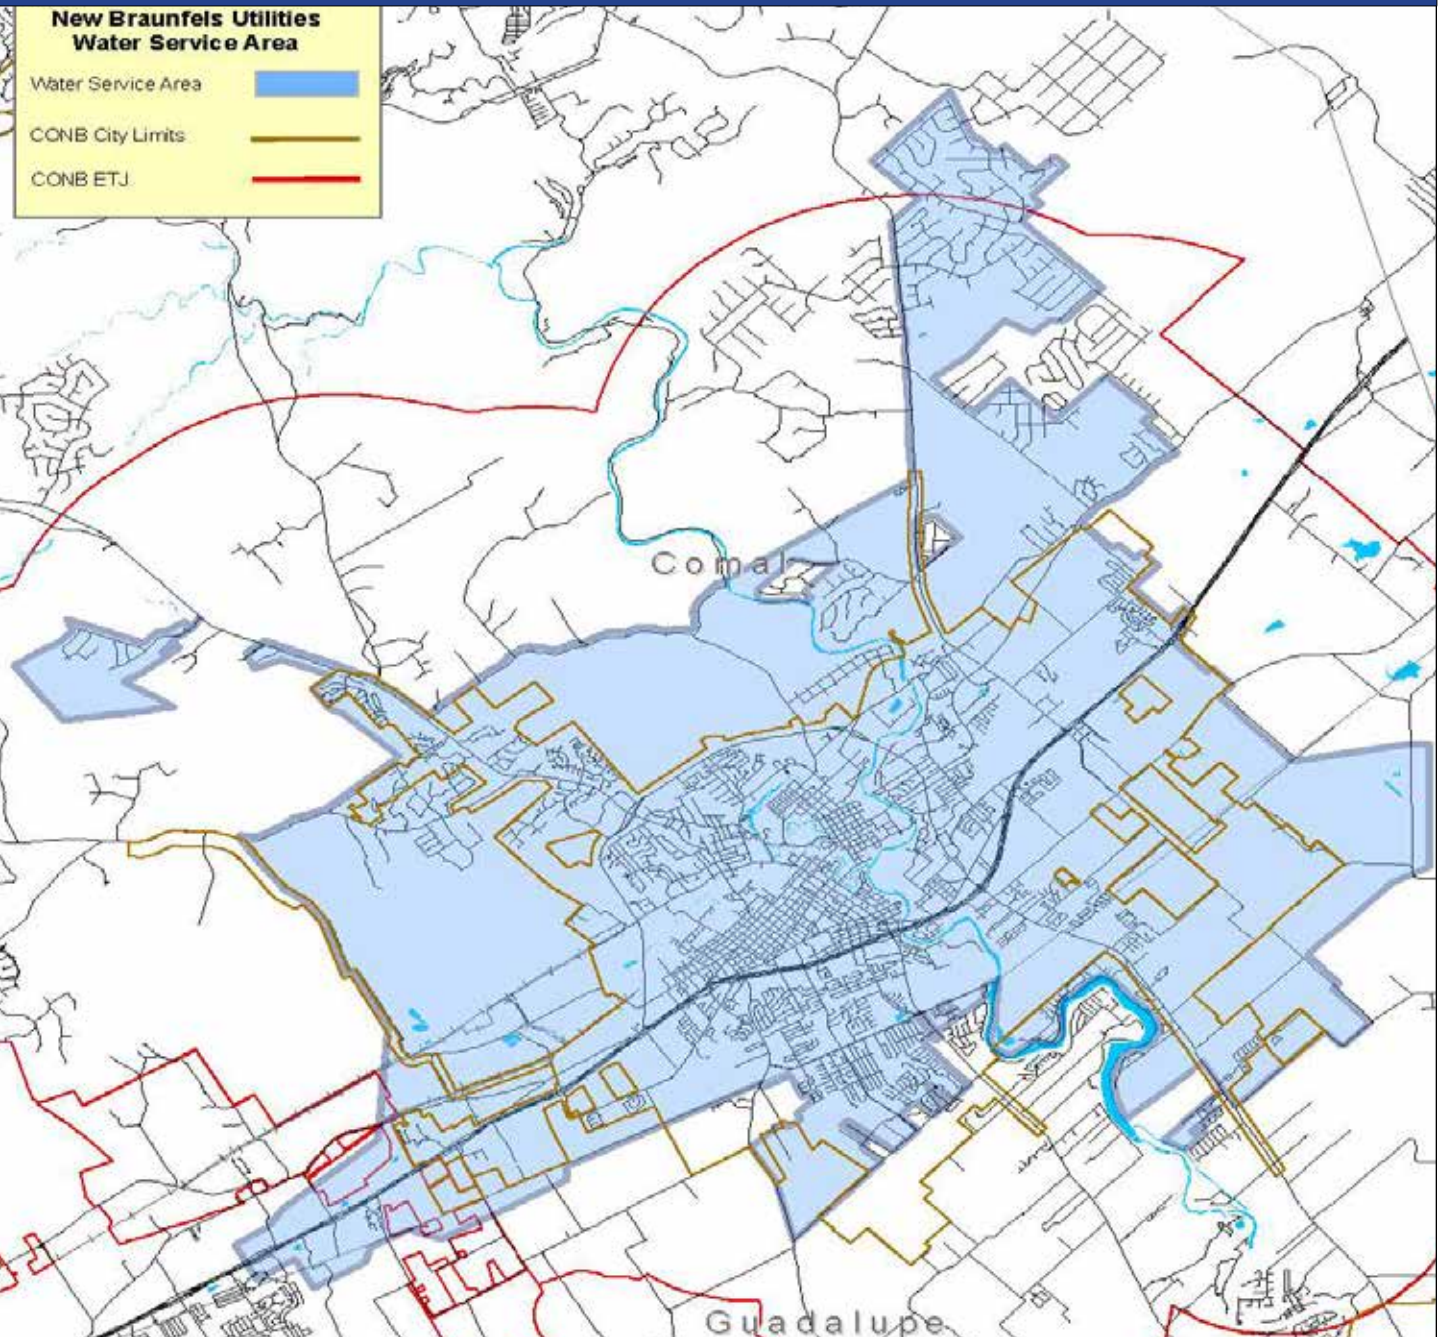 New Braunfels Utilities
Water Service Area
Water Service Area
CONB City Limits
CONB ETJ
Comal
Guadalupe